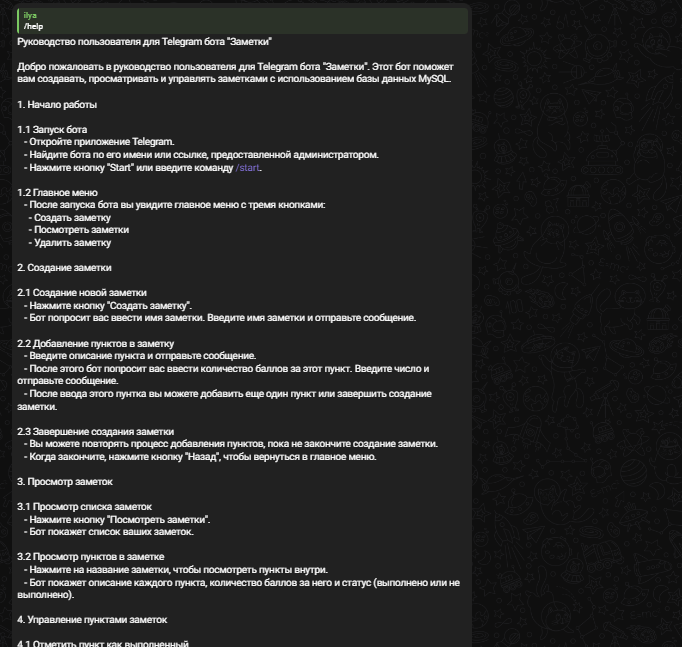 ilya
/help
Руководство пользователя для Telegram бота "Заметки"
Добро пожаловать в руководство пользователя для Telegram бота "Заметки". Этот бот поможет
вам создавать, просматривать и управлять заметками с использованием базы данных MySQL.
1. Начало работы
1.1 Запуск бота
- Откройте приложение Telegram.
- Найдите бота по его имени или ссылке, предоставленной администратором.
- Нажмите кнопку "Start" или введите команду /start.
1.2 Главное меню
- После запуска бота вы увидите главное меню с тремя кнопками:
- Создать заметку
- Посмотреть заметки
- Удалить заметку
2. Создание заметки
2.1 Создание новой заметки
- Нажмите кнопку "Создать заметку".
- Бот попросит вас ввести имя заметки. Введите имя заметки и отправьте сообщение.
2.2 Добавление пунктов в заметку
- Введите описание пункта и отправьте сообщение.
- После этого бот попросит вас ввести количество баллов за этот пункт. Введите число и
отправьте сообщение.
- После ввода этого пунтка вы можете добавить еще один пункт или завершить создание
заметки.
2.3 Завершение создания заметки
- Вы можете повторять процесс добавления пунктов, пока не закончите создание заметки.
- Когда закончите, нажмите кнопку "Назад", чтобы вернуться в главное меню.
3. Просмотр заметок
3.1 Просмотр списка заметок
- Нажмите кнопку "Посмотреть заметки".
- Бот покажет список ваших заметок.
3.2 Просмотр пунктов в заметке
- Нажмите на название заметки, чтобы посмотреть пункты внутри.
- Бот покажет описание каждого пункта, количество баллов за него и статус (выполнено или не
выполнено).
4. Управление пунктами заметок
4.1 Отметить пункт как выполненный